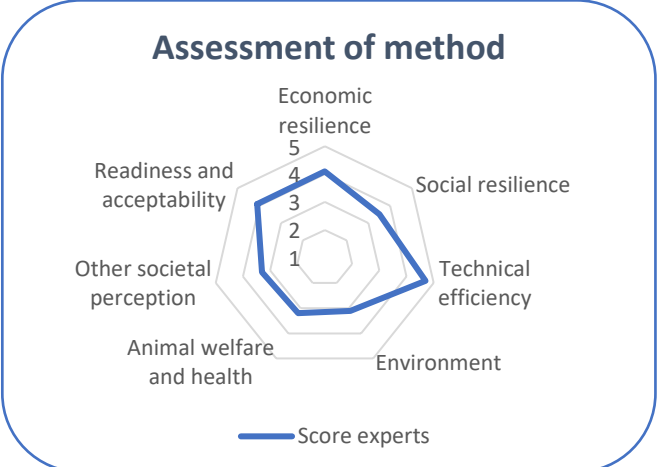 Assessment of method
Economic
resilience
5
4
3
2
1
Readiness and
acceptability
Social resilience
Other societal
perception
Technical
efficiency
Animal welfare
and health
Environment
Score experts